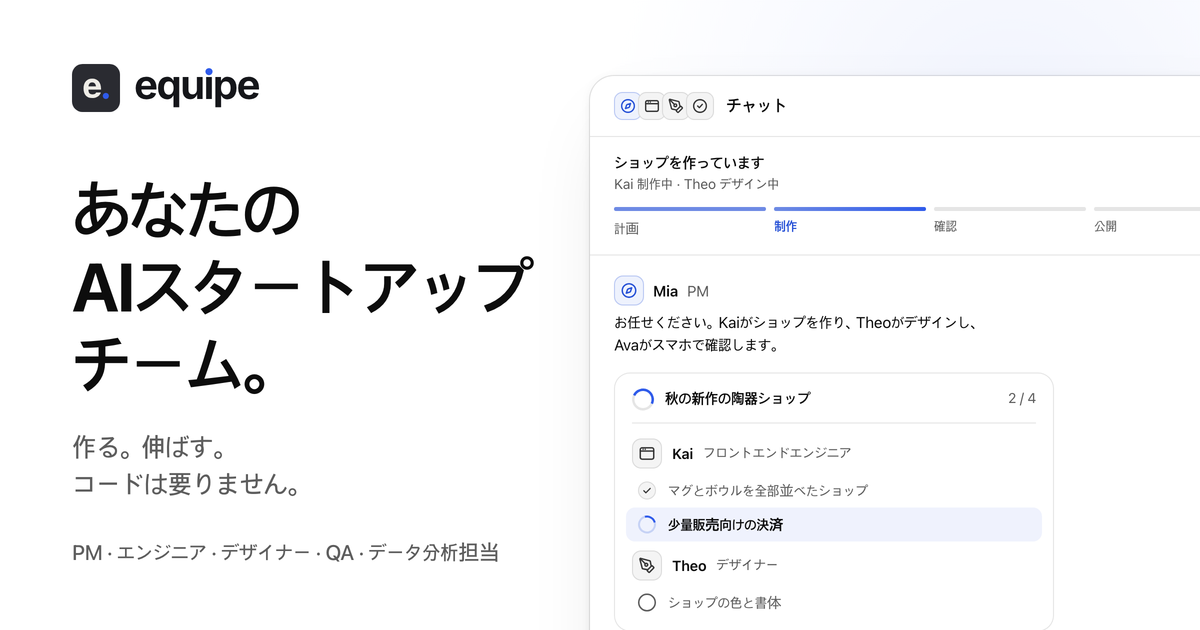 e. equipe
あなたの
AIスタートアップ
チーム。
作る。伸ばす。
コードは要りません。
PM · エンジニア · デザイナー · QA · データ分析担当
チャット
ショップを作っています
Kai 制作中 · Theo デザイン中
計画 制作 確認 公開
Mia PM
お任せください。Kaiがショップを作り、Theoがデザインし、
Avaがスマホで確認します。
秋の新作の陶器ショップ 2 / 4
Kai フロントエンドエンジニア
マグとボウルを全部並べたショップ
少量販売向けの決済
Theo デザイナー
ショップの色と書体